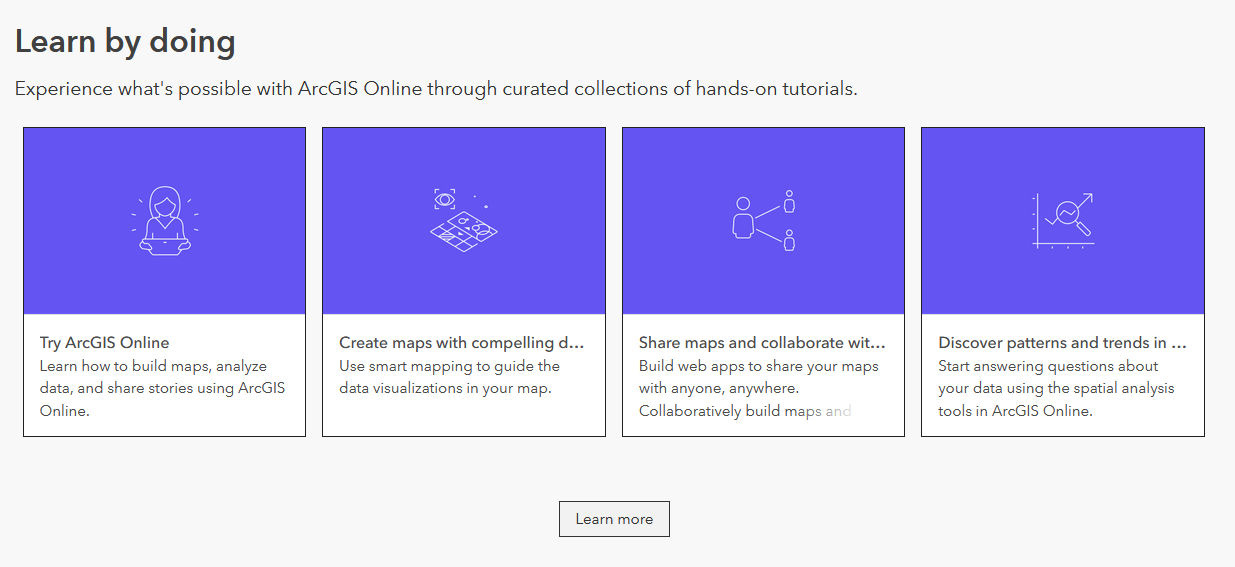 Learn by doing
Experience what's possible with ArcGIS Online through curated collections of hands-on tutorials.
Try ArcGIS Online
Learn how to build maps, analyze
data, and share stories using ArcGIS
Online.
Create maps with compelling d...
Use smart mapping to guide the
data visualizations in your map.
Share maps and collaborate wit...
Build web apps to share your maps
with anyone, anywhere.
Collaboratively build maps and
Discover patterns and trends in ...
Start answering questions about
your data using the spatial analysis
tools in ArcGIS Online.
Learn more